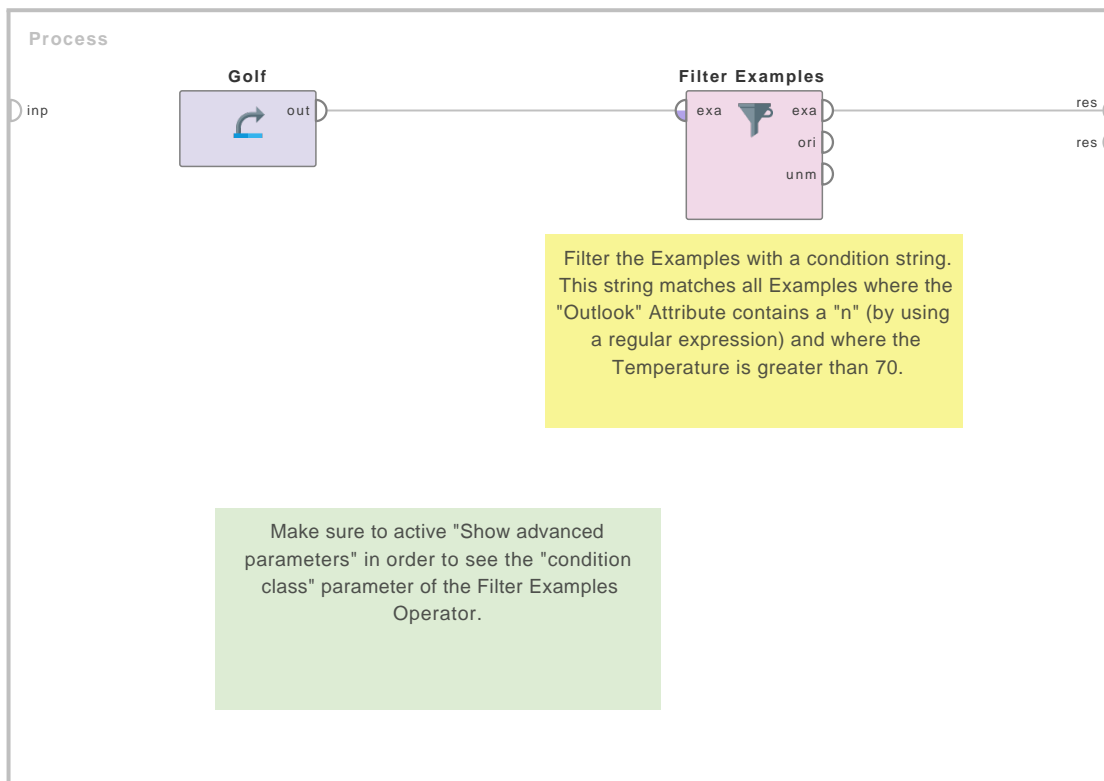 Process
Golf
Filter Examples
inp
out
exa
exa
res
ori
res
unm
Filter the Examples with a condition string.
This string matches all Examples where the
"Outlook" Attribute contains a "n" (by using
a regular expression) and where the
Temperature is greater than 70.
Make sure to active "Show advanced
parameters" in order to see the "condition
class" parameter of the Filter Examples
Operator.